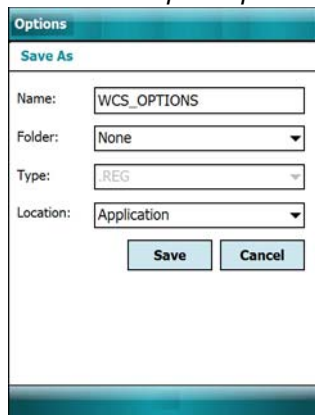 Options
Save As
Name: WCS_OPTIONS
Folder: None
Type: .REG
Location: Application
Save Cancel